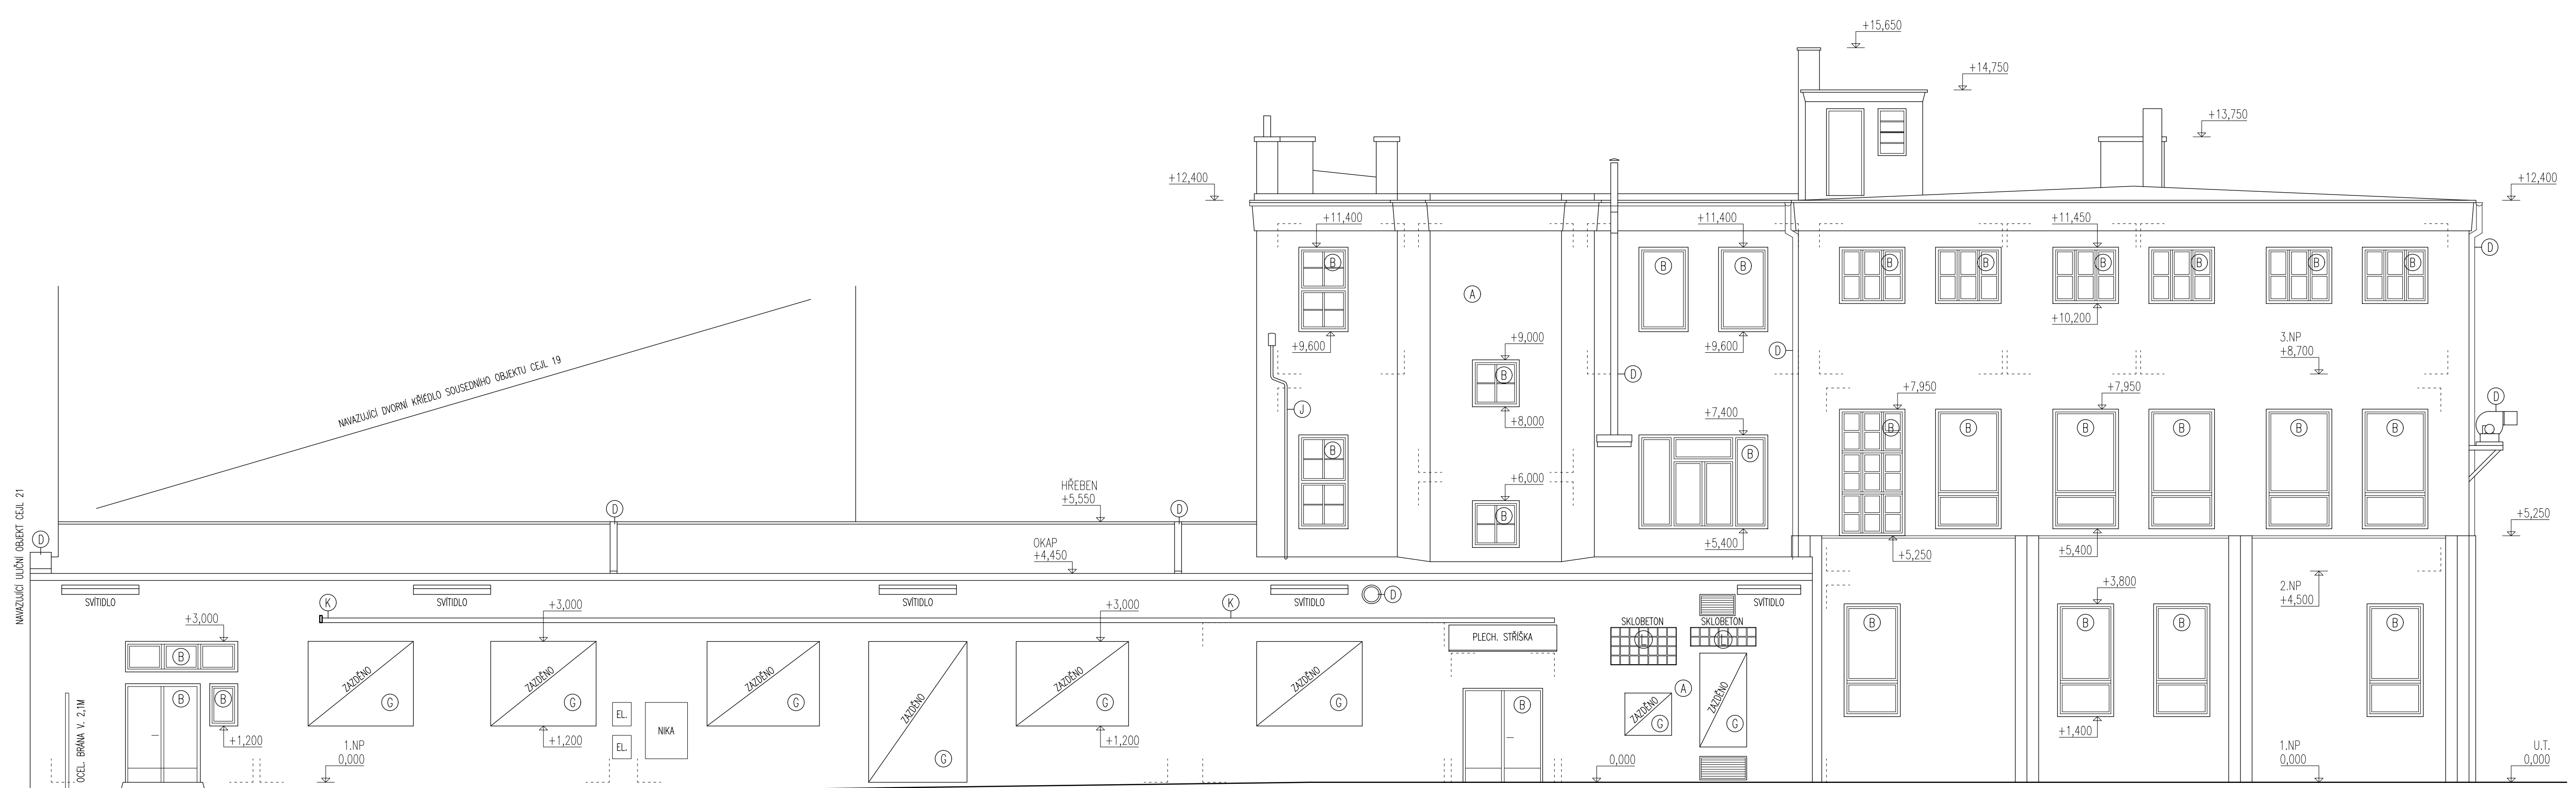 +15,650
+14,750
+13,750
+12,400
+12,400
+11,400
+11,400
+11,450
B
B
B
B
B
B
B
B
B
D
A
+10,200
+9,600
+9,600
+9,000
3.NP
+8,700
D
D
B
NAVAZUJÍCÍ DVORNÍ KŘÍEDLO SOUSEDNÍHO OBJEKTU CEJL 19
+7,950
+7,950
D
J
+8,000
+7,400
B
B
B
B
B
B
B
B
+6,000
HŘEBEN
+5,550
NAVAZUJÍCÍ ULIČNÍ OBJEKT CEJL 21
D
D
D
B
+5,250
OKAP
+4,450
+5,400
+5,250
+5,400
SVÍTIDLO
SVÍTIDLO
SVÍTIDLO
SVÍTIDLO
SVÍTIDLO
D
+3,800
2.NP
+4,500
K
K
+3,000
+3,000
+3,000
SKLOBETON
SKLOBETON
L
L
PLECH. STŘÍŠKA
B
B
B
B
B
ZAZDĚNO
ZAZDĚNO
ZAZDĚNO
ZAZDĚNO
ZAZDĚNO
ZAZDĚNO
ZAZDĚNO
ZAZDĚNO
A
B
B
G
G
G
G
G
G
G
G
B
EL.
EL.
NIKA
OCEL. BRÁNA V. 2,1M
+1,200
+1,200
+1,200
+1,400
1.NP
0,000
0,000
1.NP
0,000
U.T.
0,000